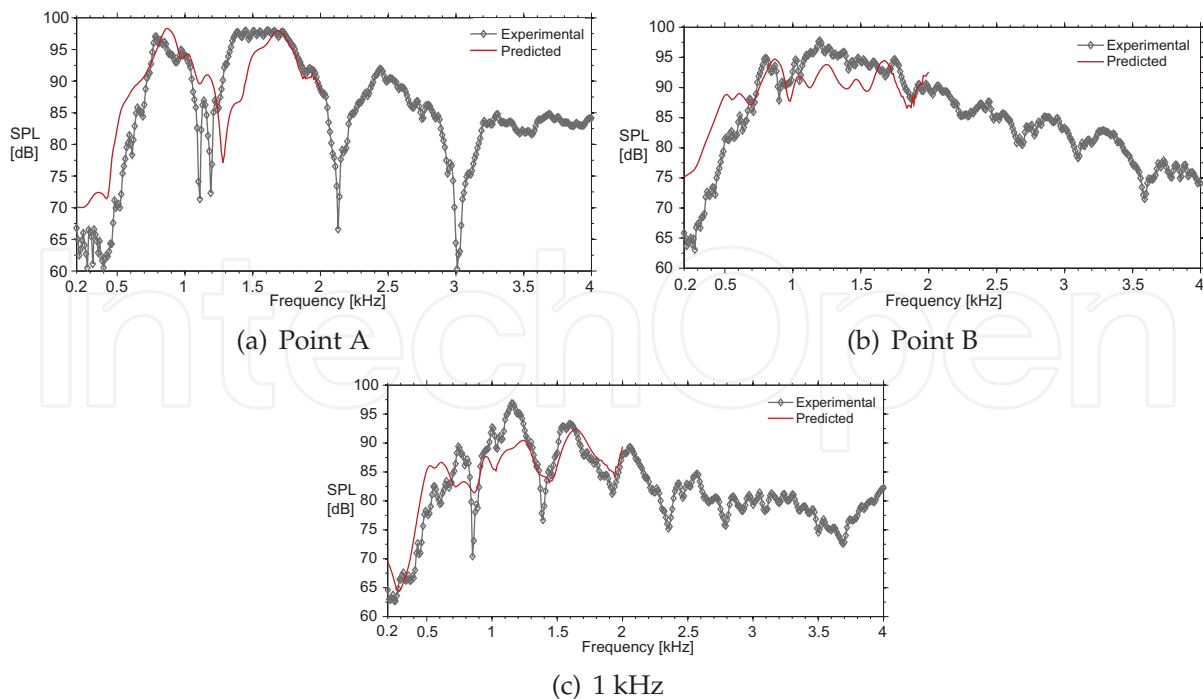 100
95
90
85
80
75
70
65
60
SPL
[dB]
Experimental
Predicted
0.2 0.5 1 1.5 2 2.5 3 3.5 4
Frequency [kHz]
(a) Point A
100
95
90
85
80
75
70
65
60
SPL
[dB]
Experimental
Predicted
0.2 0.5 1 1.5 2 2.5 3 3.5 4
Frequency [kHz]
(b) Point B
100
95
90
85
80
75
70
65
60
SPL
[dB]
Experimental
Predicted
0.2 0.5 1 1.5 2 2.5 3 3.5 4
Frequency [kHz]
(c) 1 kHz
IntechOpen